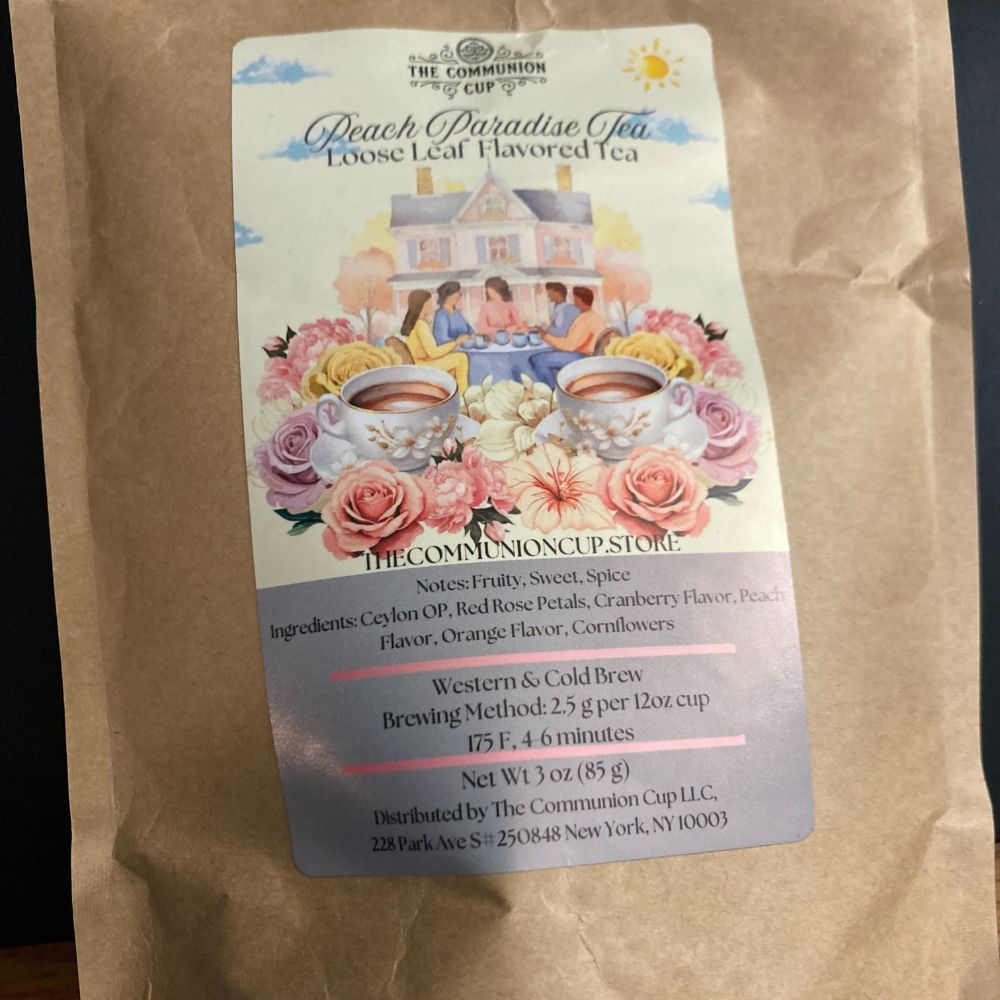 THE COMMUNION
CUP
Peach Paradise Tea
Loose Leaf Flavored Tea
THECOMMUNIONCUP.STORE
Notes: Fruity, Sweet, Spice
Ingredients: Ceylon OP, Red Rose Petals, Cranberry Flavor, Peach
Flavor, Orange Flavor, Cornflowers
Western & Cold Brew
Brewing Method: 2.5 g per 12oz cup
175 F, 4-6 minutes
Net Wt 3 oz (85 g)
Distributed by The Communion Cup LLC,
228 Park Ave S# 250848 New York, NY 10003